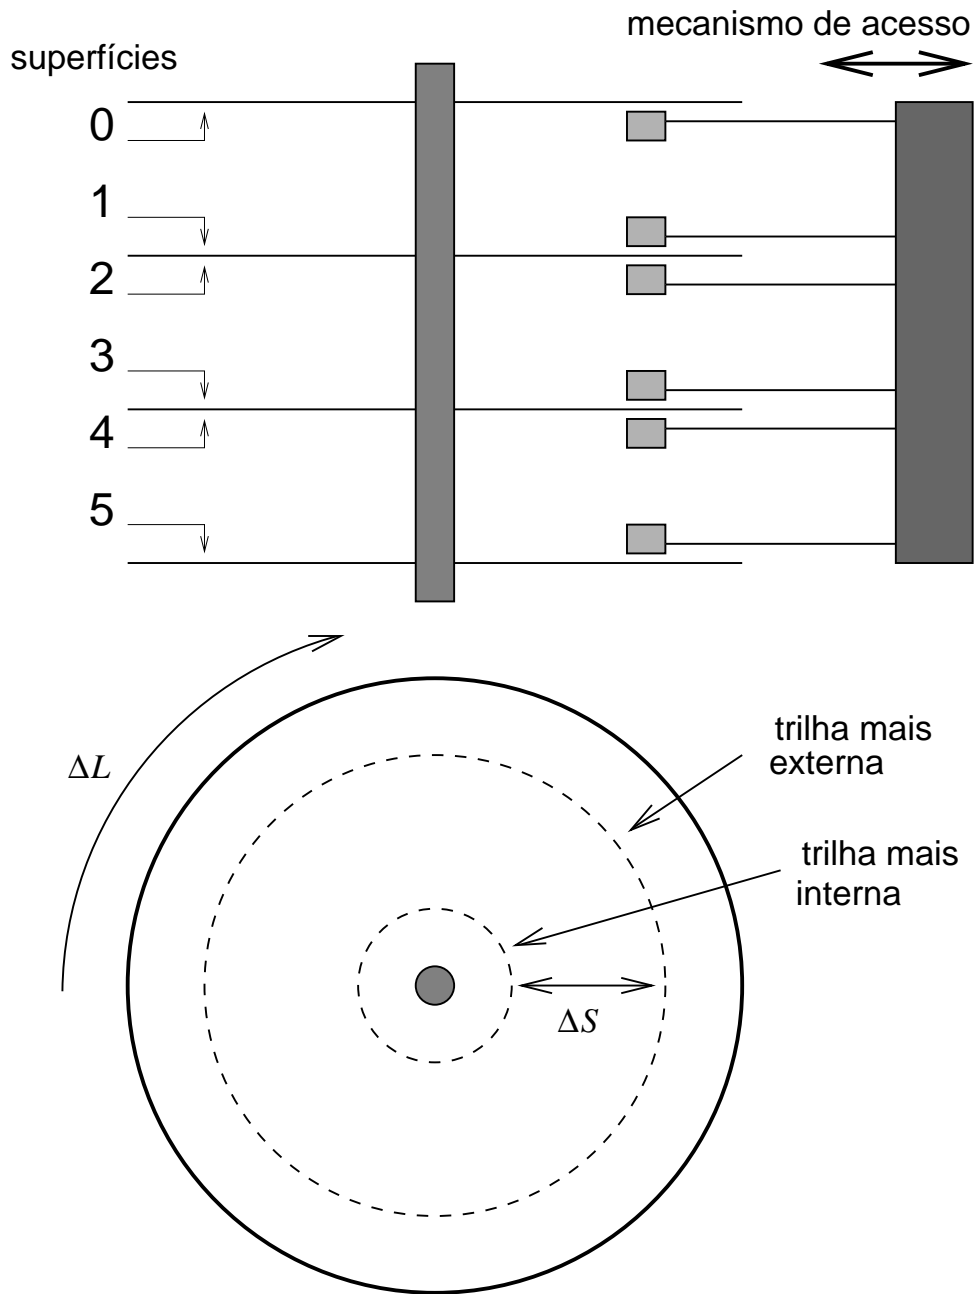 mecanismo de acesso
superfícies
0
1
2
3
4
5
ΔL
trilha mais
externa
trilha mais
interna
ΔS